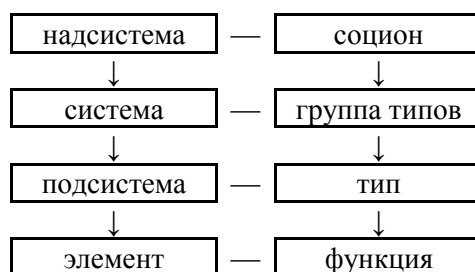 надсистема — социон
↓ ↓
система — группа типов
↓ ↓
подсистема — тип
↓ ↓
элемент — функция